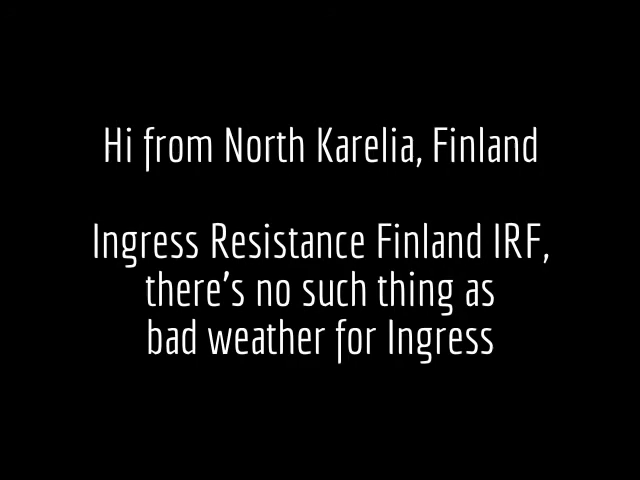 Hi from North Karelia, Finland
Ingress Resistance Finland IRF,
there's no such thing as
bad weather for Ingress